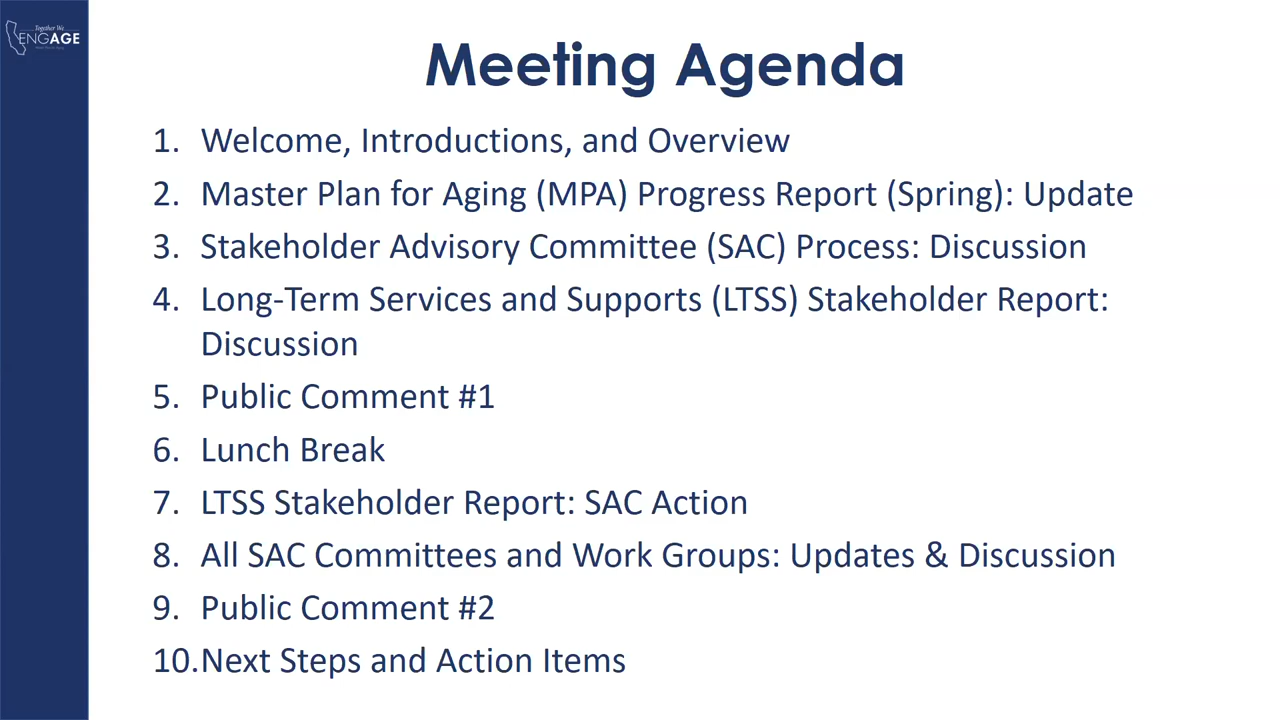 Together We
ENGAGE
Meeting Agenda
1. Welcome, Introductions, and Overview
2. Master Plan for Aging (MPA) Progress Report (Spring): Update
3. Stakeholder Advisory Committee (SAC) Process: Discussion
4. Long-Term Services and Supports (LTSS) Stakeholder Report:
Discussion
5. Public Comment #1
6. Lunch Break
7. LTSS Stakeholder Report: SAC Action
8. All SAC Committees and Work Groups: Updates & Discussion
9. Public Comment #2
10.Next Steps and Action Items